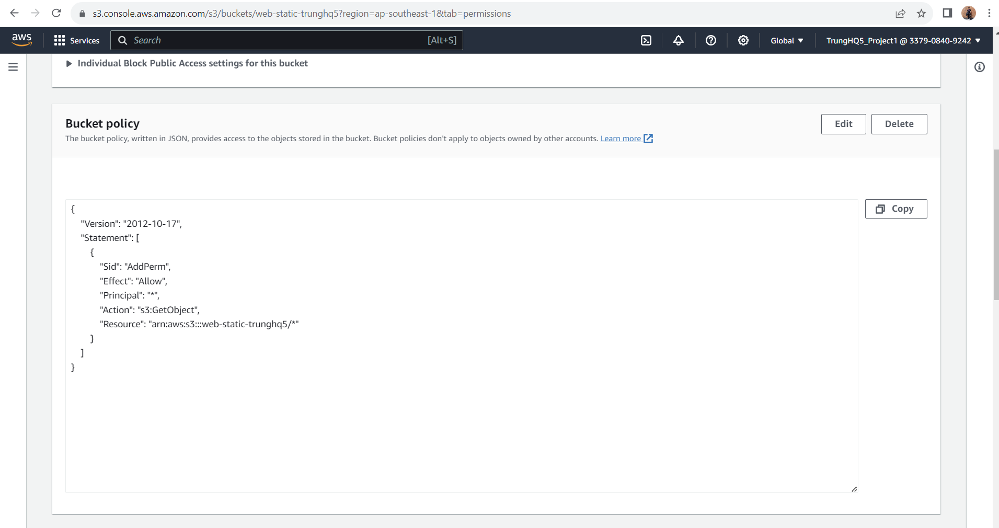 s3.console.aws.amazon.com/s3/buckets/web-static-trunghq5?region=ap-southeast-1&tab=permissions
aws Services Search [Alt+S] Global TrungHQ5_Project1 @ 3379-0840-9242
Individual Block Public Access settings for this bucket
Bucket policy Edit Delete
The bucket policy, written in JSON, provides access to the objects stored in the bucket. Bucket policies don't apply to objects owned by other accounts. Learn more
Copy
{
"Version": "2012-10-17",
"Statement": [
{
"Sid": "AddPerm",
"Effect": "Allow",
"Principal": "*",
"Action": "s3:GetObject",
"Resource": "arn:aws:s3:::web-static-trunghq5/*"
}
]
}